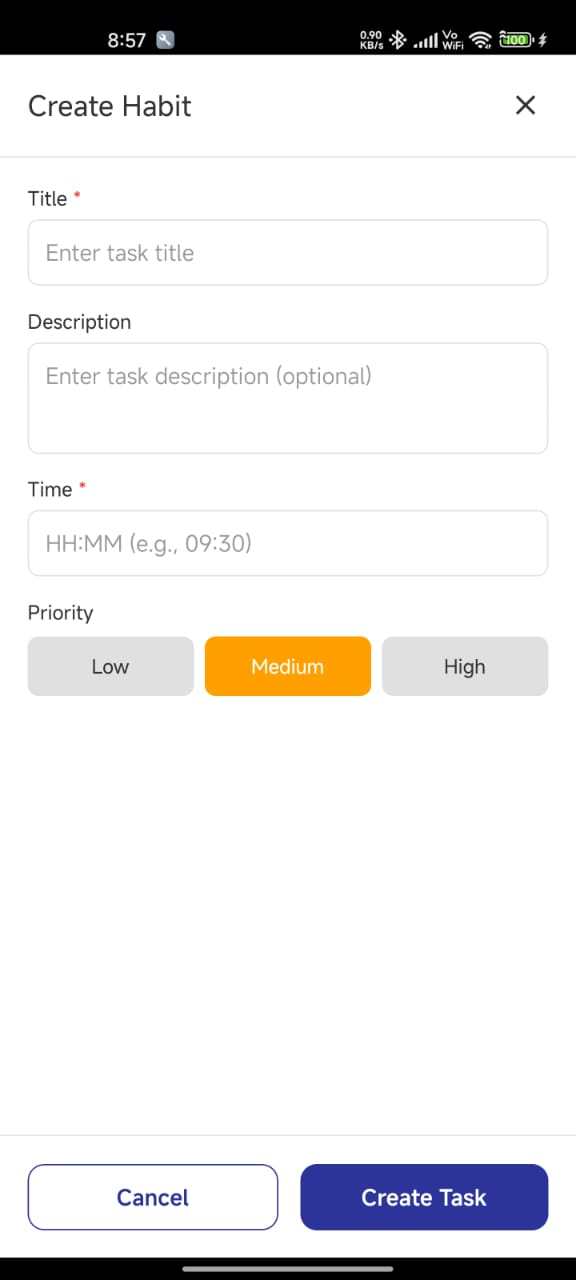 8:57
0.90 KB/s Vo WiFi 100
Create Habit
Title *
Enter task title
Description
Enter task description (optional)
Time *
HH:MM (e.g., 09:30)
Priority
Low Medium High
Cancel Create Task